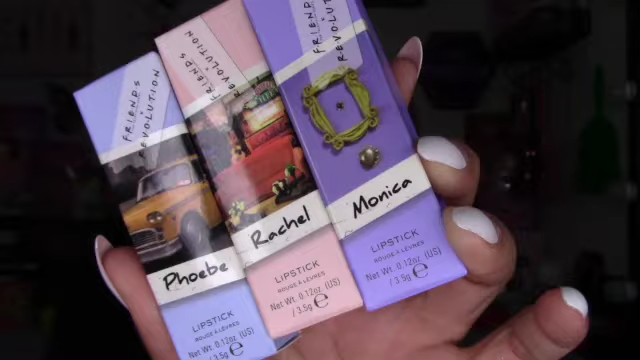 FRIENDS
x
REVOLUTION
Phoebe
LIPSTICK
ROUGE À LÈVRES
Net Wt. 0.12oz. (US)
/ 3.5g e
FRIENDS
x
REVOLUTION
Rachel
LIPSTICK
ROUGE À LÈVRES
Net Wt. 0.12oz. (US)
/ 3.5g e
FRIENDS
x
REVOLUTION
Monica
LIPSTICK
ROUGE À LÈVRES
Net Wt. 0.12oz. (US)
/ 3.5g e